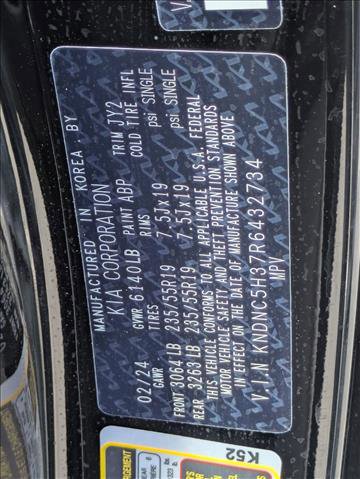 MANUFACTURED IN KOREA, BY
KIA CORPORATION
02/24 GVWR 6140LB PAINT ABP TRIM JY2
GAWR TIRES RIMS COLD TIRE INFL
FRONT 3064LB 235/55R19 7.5Jx19 psi SINGLE
REAR 3263LB 235/55R19 7.5Jx19 psi SINGLE
THIS VEHICLE CONFORMS TO ALL APPLICABLE U.S.A. FEDERAL
MOTOR VEHICLE SAFETY AND THEFT PREVENTION STANDARDS
IN EFFECT ON THE DATE OF MANUFACTURE SHOWN ABOVE
VIN KNDNC5H37R6432734
MPV
K52